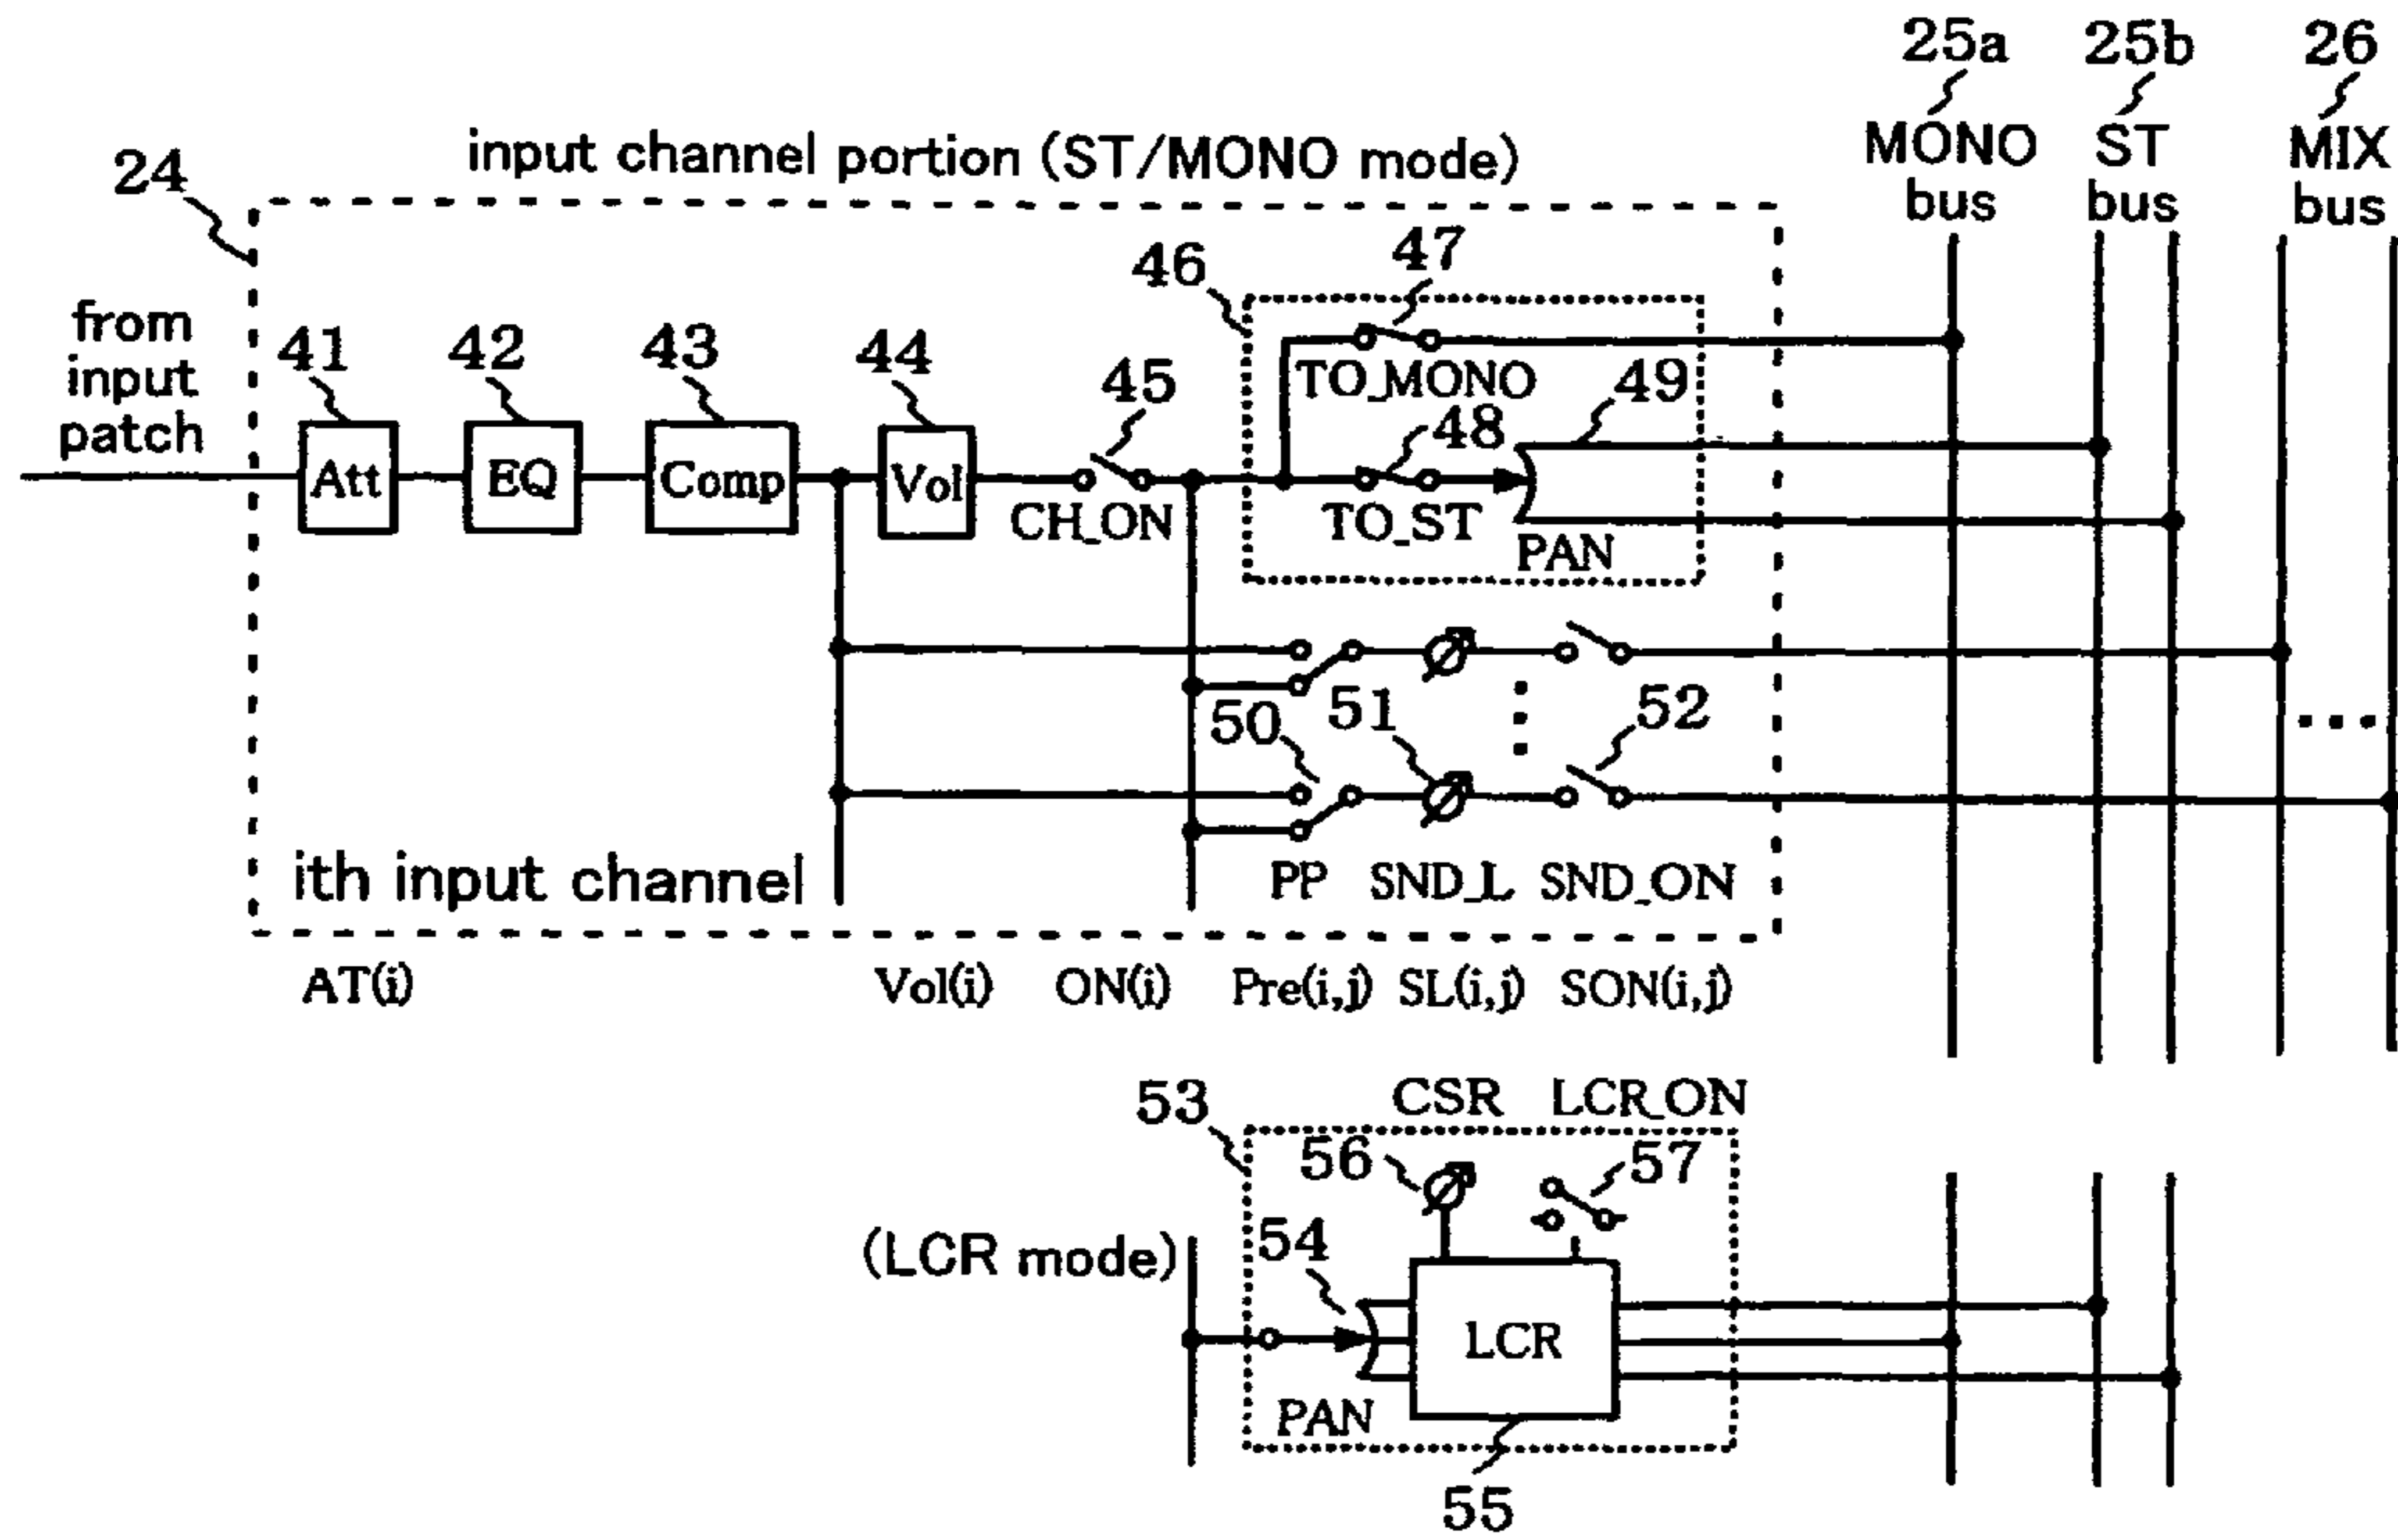 25a 25b 26
MONO bus
ST bus
MIX bus
input channel portion (ST/MONO mode)
24
from
input
patch
41 42 43 44 45 46 47
Att EQ Comp Vol
CH_ON
TO_MONO
49
48
TO_ST
PAN
50 51 52
ith input channel
PP SND_L SND_ON
AT(i) Vol(i) ON(i) Pre(i,j) SL(i,j) SON(i,j)
53
CSR LCR_ON
56 57
(LCR mode)
54
LCR
PAN
55